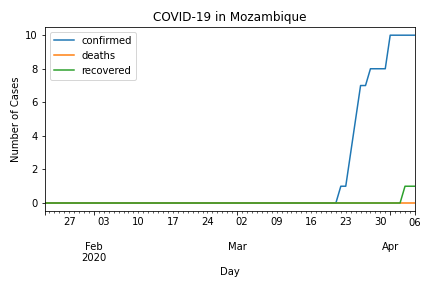 COVID-19 in Mozambique
confirmed
deaths
recovered
Number of Cases
10
8
6
4
2
0
27 03 10 17 24 02 09 16 23 30 06
Feb Mar Apr
2020
Day